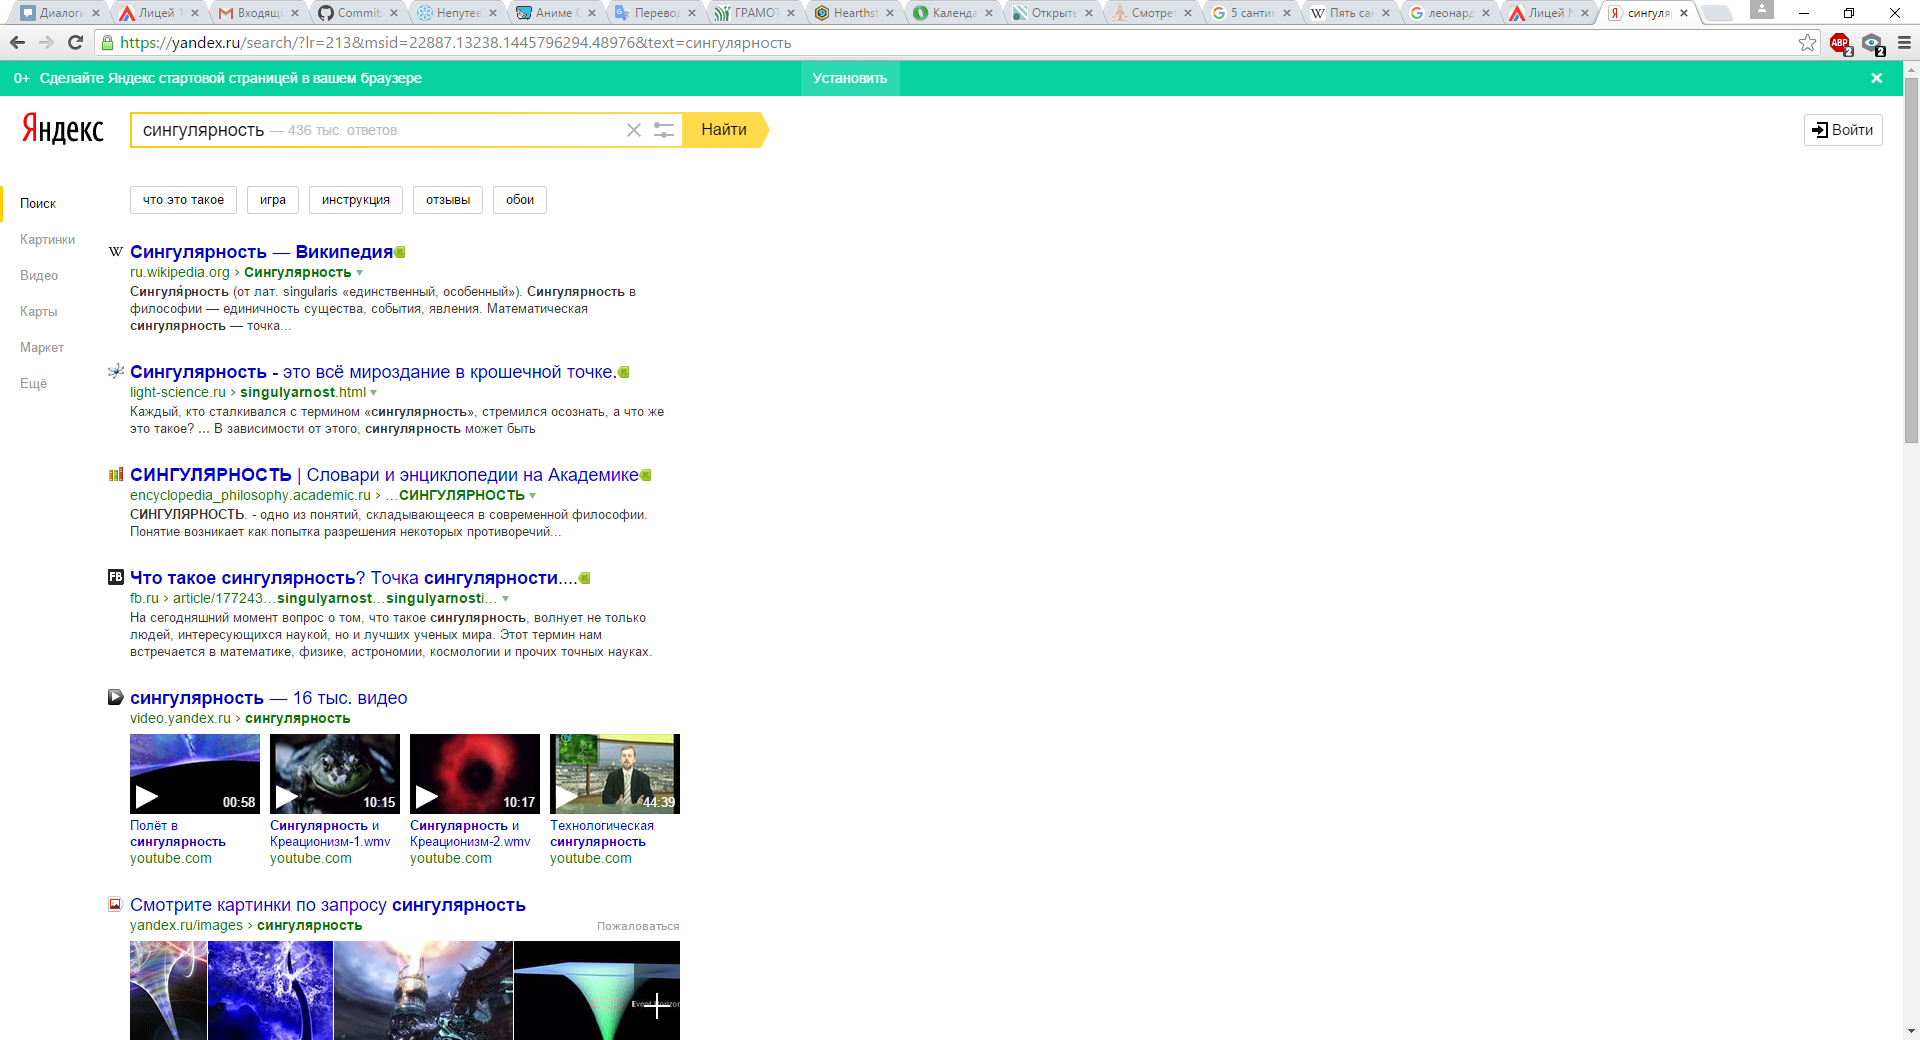 Диалоги
Лицей
Входящи
Commit
Непутев
Аниме
Перевод
ГРАМОТ
Hearthst
Календа
Открыть
Смотрет
5 санти
Пять са
леонард
Лицей
сингуля
https://yandex.ru/search/?lr=213&msid=22887.13238.1445796294.48976&text=сингулярность
ABP 2
2
0+ Сделайте Яндекс стартовой страницей в вашем браузере
Установить
Яндекс
сингулярность — 436 тыс. ответов
Найти
Войти
Поиск
Картинки
Видео
Карты
Маркет
Ещё
что это такое
игра
инструкция
отзывы
обои
Сингулярность — Википедия
ru.wikipedia.org › Сингулярность
Сингуля́рность (от лат. singularis «единственный, особенный»). Сингулярность в
философии — единичность существа, события, явления. Математическая
сингулярность — точка...
Сингулярность - это всё мироздание в крошечной точке.
light-science.ru › singulyarnost.html
Каждый, кто сталкивался с термином «сингулярность», стремился осознать, а что же
это такое? ... В зависимости от этого, сингулярность может быть
СИНГУЛЯРНОСТЬ | Словари и энциклопедии на Академике
encyclopedia_philosophy.academic.ru › ...СИНГУЛЯРНОСТЬ
СИНГУЛЯРНОСТЬ. - одно из понятий, складывающееся в современной философии.
Понятие возникает как попытка разрешения некоторых противоречий...
FB
Что такое сингулярность? Точка сингулярности....
fb.ru › article/177243...singulyarnost...singulyarnosti...
На сегодняшний момент вопрос о том, что такое сингулярность, волнует не только
людей, интересующихся наукой, но и лучших ученых мира. Этот термин нам
встречается в математике, физике, астрономии, космологии и прочих точных науках.
сингулярность — 16 тыс. видео
video.yandex.ru › сингулярность
00:58
10:15
10:17
44:39
Полёт в
сингулярность
youtube.com
Сингулярность и
Креационизм-1.wmv
youtube.com
Сингулярность и
Креационизм-2.wmv
youtube.com
Технологическая
сингулярность
youtube.com
Смотрите картинки по запросу сингулярность
yandex.ru/images › сингулярность
Пожаловаться
Event Horizon